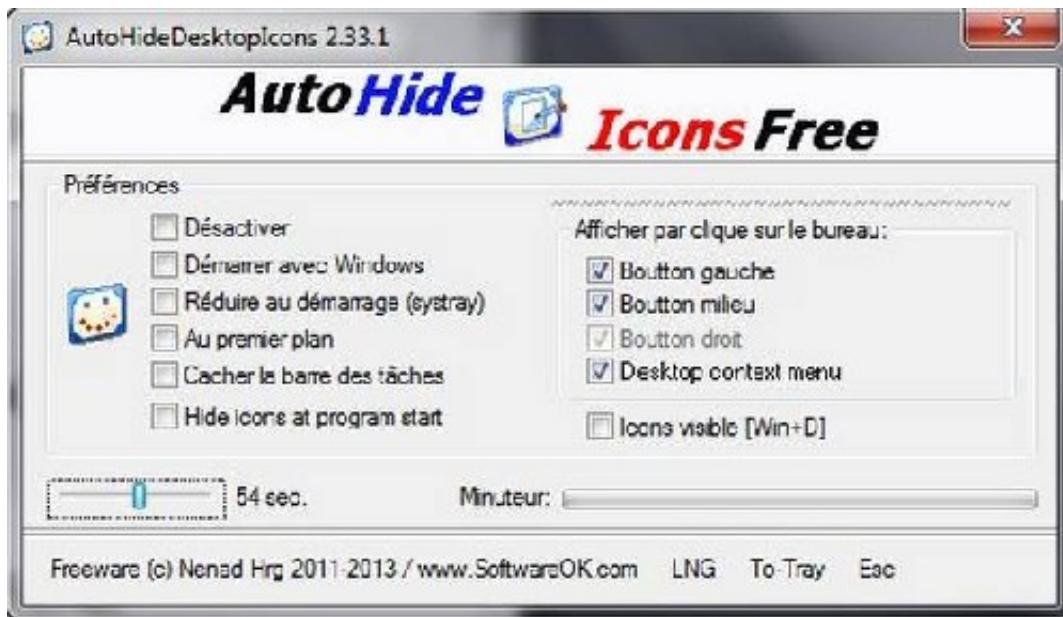 AutoHideDesktopIcons 2.33.1
Auto Hide Icons Free
Préférences
Désactiver
Démarrer avec Windows
Réduire au démarrage (systray)
Au premier plan
Cacher la barre des tâches
Hide icons at program start
Afficher par clique sur le bureau:
Boutton gauche
Boutton milieu
Boutton droit
Desktop context menu
Icons visible [Win+D]
54 sec.
Minuteur:
Freeware (c) Nenad Hrg 2011-2013 / www.SoftwareOK.com LNG To-Tray Esc